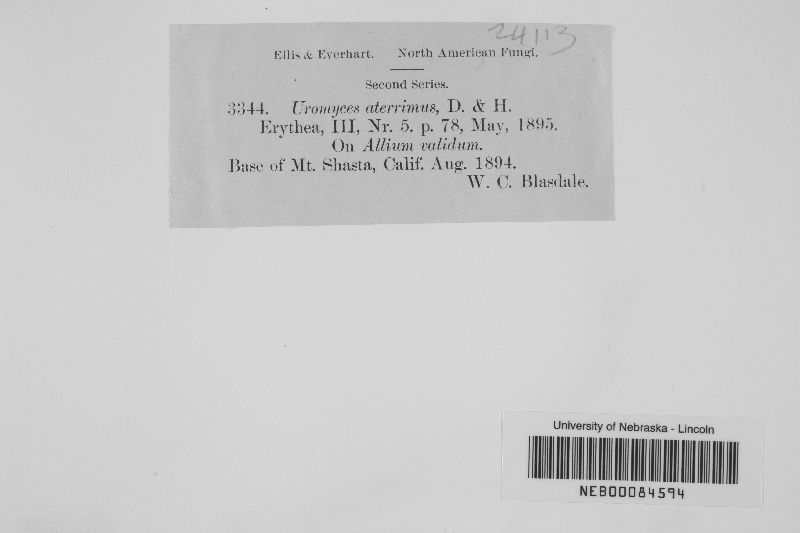 24113
Ellis & Everhart. North American Fungi.
Second Series.
3344. Uromyces aterrimus, D. & H.
Erythea, III, Nr. 5. p. 78, May, 1895.
On Allium validum.
Base of Mt. Shasta, Calif. Aug. 1894.
W. C. Blasdale.
University of Nebraska - Lincoln
NEB00084594